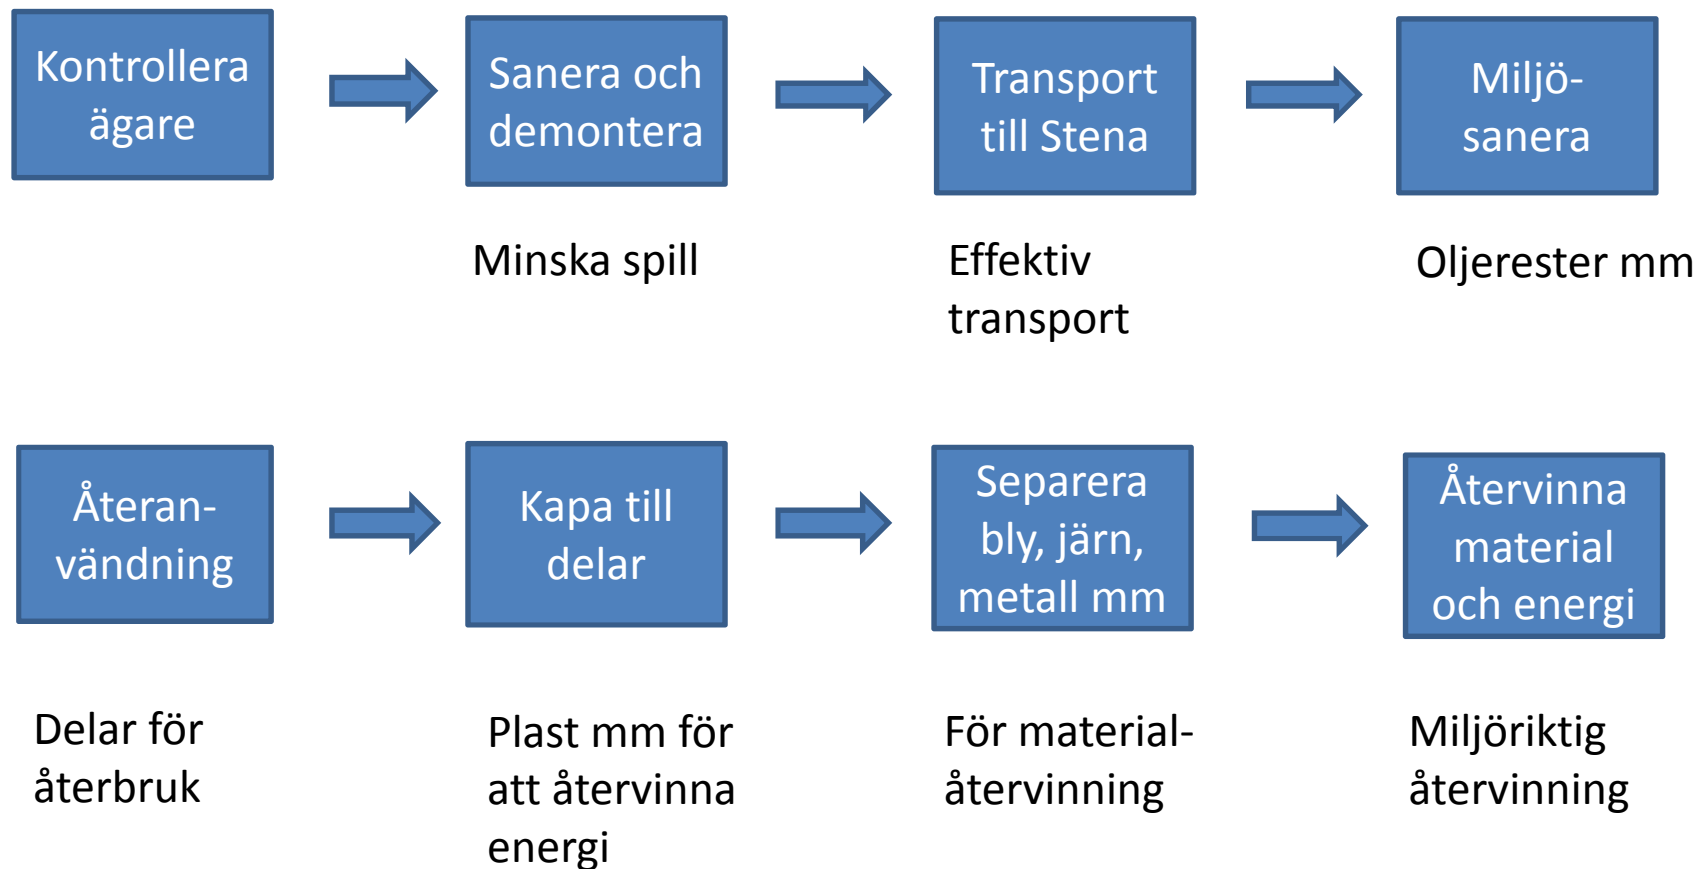 Kontrollera
ägare
Sanera och
demontera
Transport
till Stena
Miljö-
sanera
Minska spill
Effektiv
transport
Oljerester mm
Återan-
vändning
Kapa till
delar
Separera
bly, järn,
metall mm
Återvinna
material
och energi
Delar för
återbruk
Plast mm för
att återvinna
energi
För material-
återvinning
Miljöriktig
återvinning